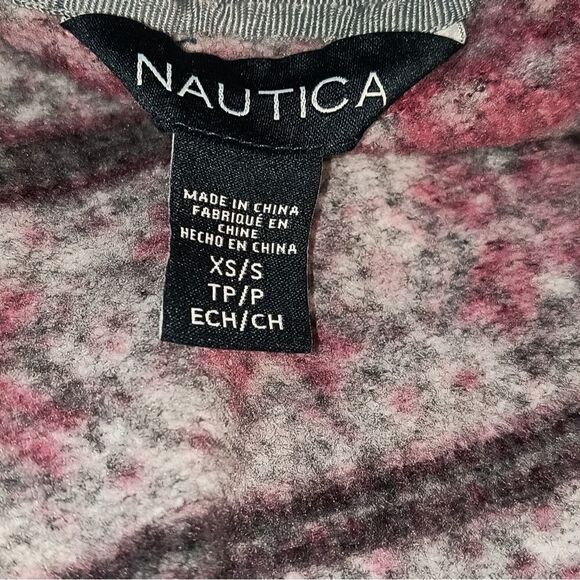 NAUTICA
MADE IN CHINA
FABRIQUÉ EN
CHINE
HECHO EN CHINA
XS/S
TP/P
ECH/CH